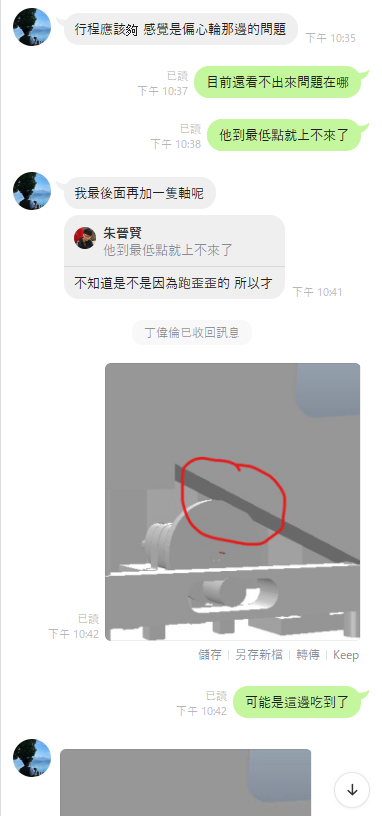 行程應該夠 感覺是偏心輪那邊的問題
下午 10:35
已讀
下午 10:37
目前還看不出來問題在哪
已讀
下午 10:38
他到最低點就上不來了
我最後面再加一隻軸呢
朱晉賢
他到最低點就上不來了
不知道是不是因為跑歪歪的 所以才
下午 10:41
丁偉倫已收回訊息
已讀
下午 10:42
儲存
另存新檔
轉傳
Keep
已讀
下午 10:42
可能是這邊吃到了